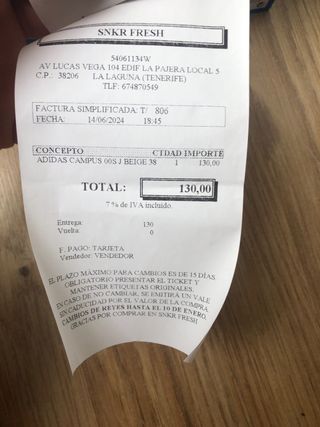 SNKR FRESH
54061134W
AV LUCAS VEGA 104 EDIF LA PAJERA LOCAL 5
C.P.: 38206 LA LAGUNA (TENERIFE)
TLF: 674870549
FACTURA SIMPLIFICADA: T/ 806
FECHA: 14/06/2024 18:45
CONCEPTO CTDAD IMPORTE
ADIDAS CAMPUS 00S J BEIGE 38 1 130,00
TOTAL: 130,00
7 % de IVA incluido.
Entrega: 130
Vuelta: 0
F. PAGO: TARJETA
Vendedor: VENDEDOR
EL PLAZO MÁXIMO PARA CAMBIOS ES DE 15 DÍAS.
OBLIGATORIO PRESENTAR EL TICKET Y
MANTENER ETIQUETAS ORIGINALES.
EN CASO DE NO CAMBIAR, SE EMITIRÁ UN VALE
SIN CADUCIDAD POR EL VALOR DE LA COMPRA.
CAMBIOS DE REYES HASTA EL 10 DE ENERO.
GRACIAS POR COMPRAR EN SNKR FRESH.